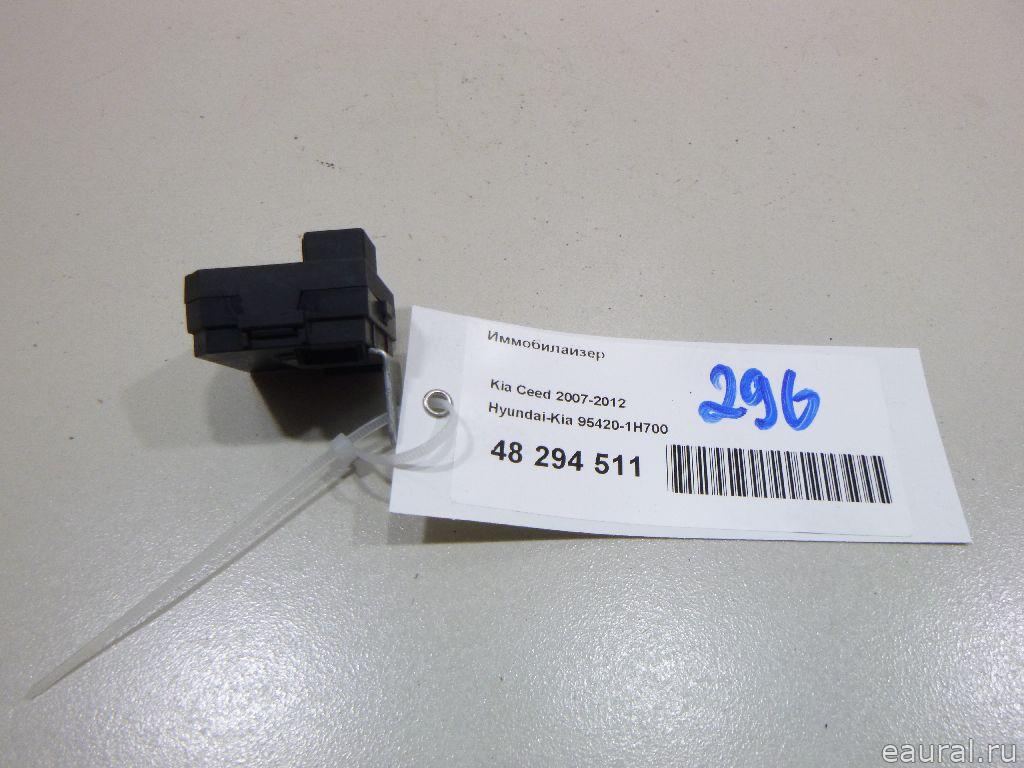 Иммобилайзер
296
Kia Ceed 2007-2012
Hyundai-Kia 95420-1H700
48 294 511
eaural.ru